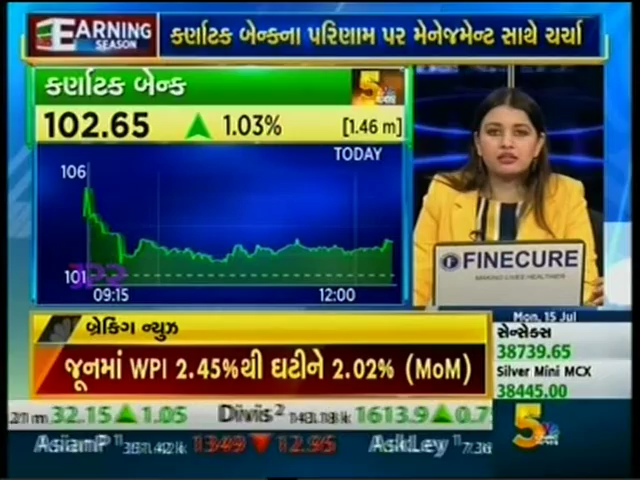 EARNING
SEASON
કર્ણાટક બેન્કના પરિણામ પર મેનેજમેન્ટ સાથે ચર્ચા
કર્ણાટક બેન્ક
102.65 1.03% [1.46 m]
TODAY
106
101
09:15 12:00
FINECURE
MAKING LIVES HEALTHIER
બ્રેકિંગ ન્યુઝ
જૂનમાં WPI 2.45%થી ઘટીને 2.02% (MoM)
Mon, 15 Jul
સેન્સેક્સ
38739.65
Silver Mini MCX
38445.00
32.15 1.05 Divis 1613.9
AsianP 1349 12.95 AskLey